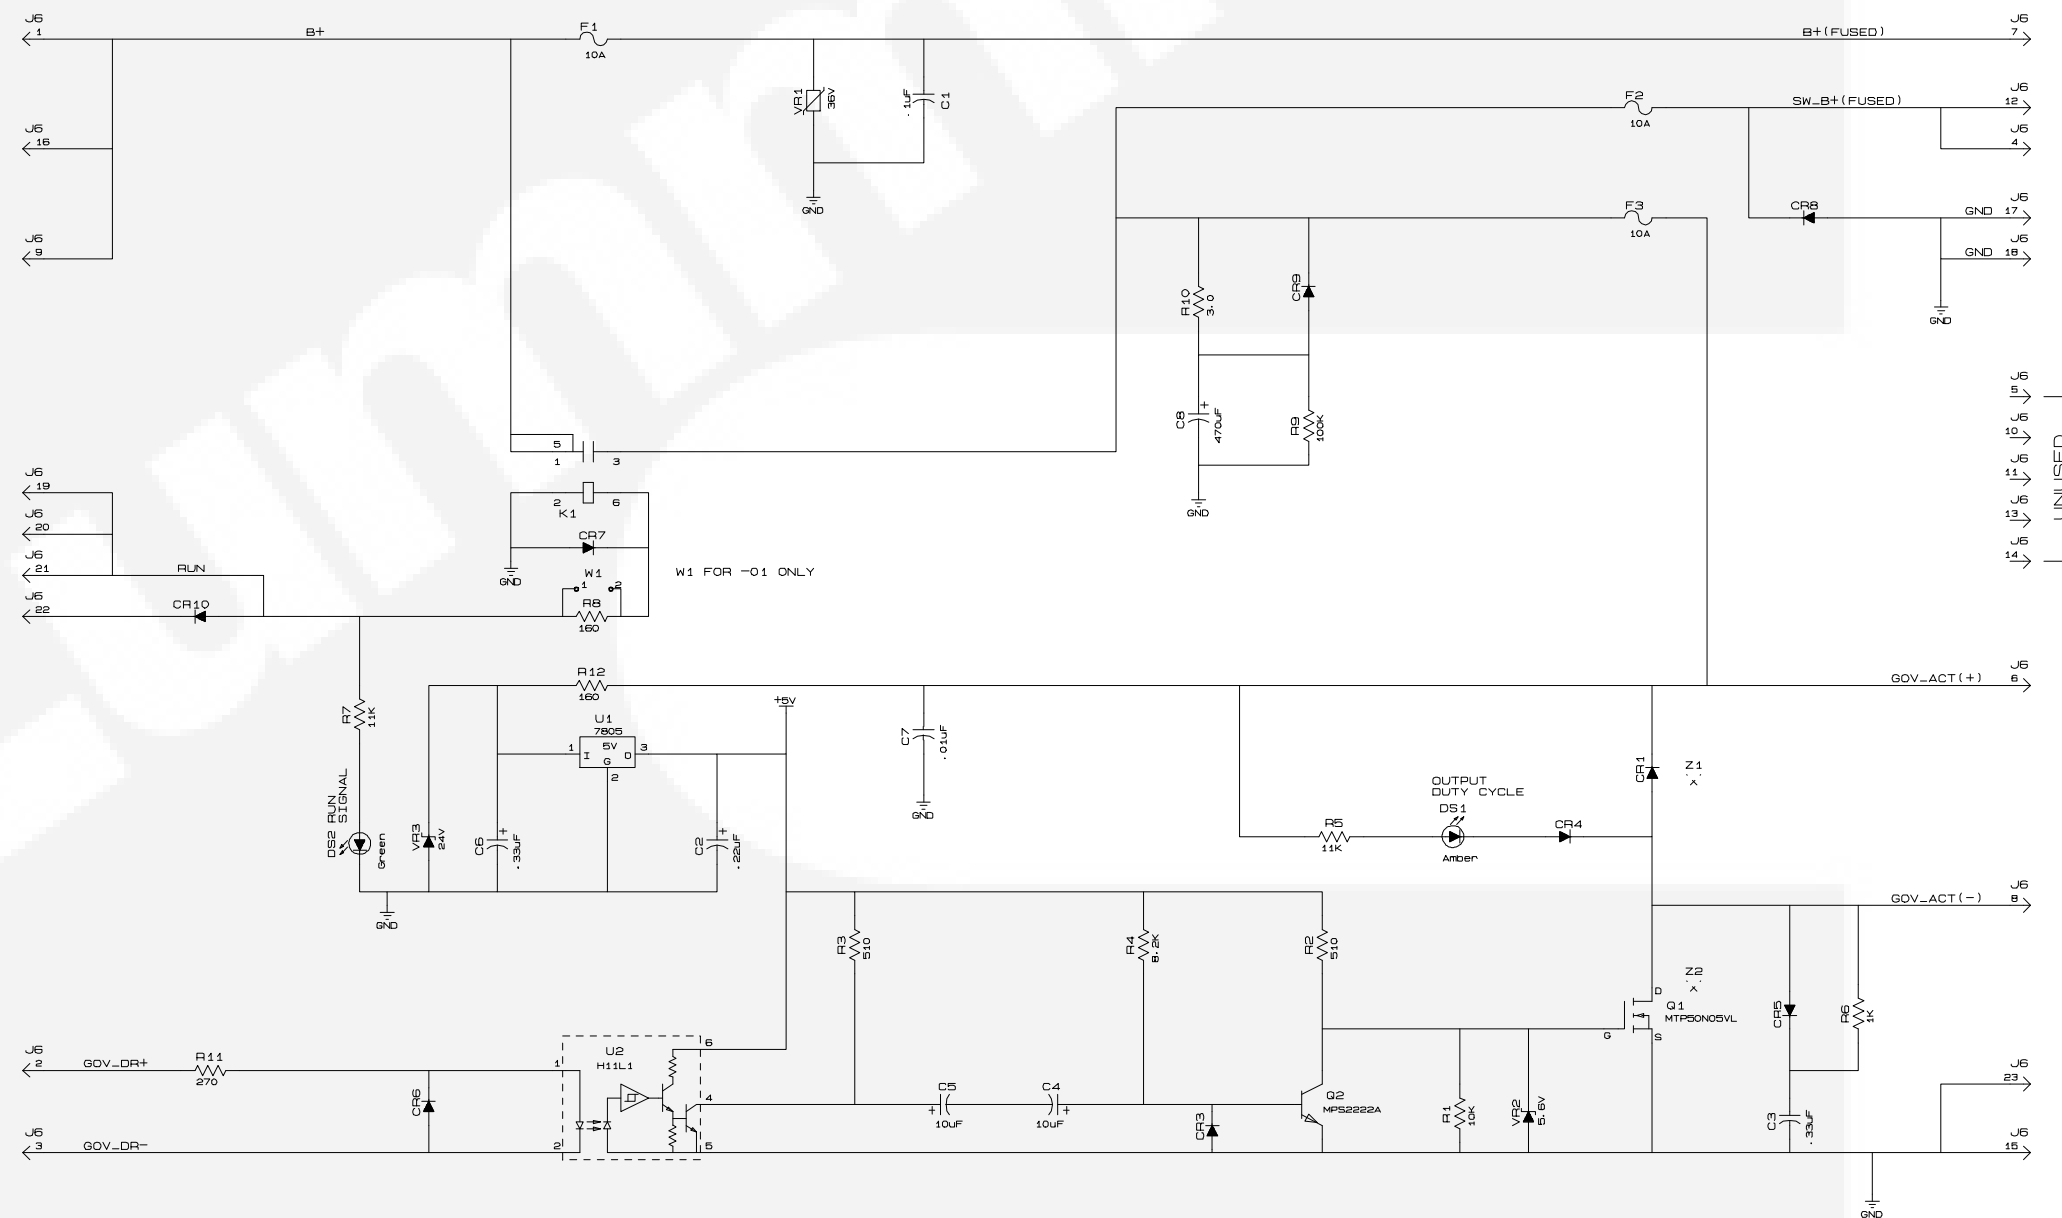 J6
1
B+
F1
10A
B+(FUSED)
J6
7
VR1
36V
.1uF
C1
GND
F2
10A
SW_B+(FUSED)
J6
12
J6
4
J6
16
F3
10A
CR8
GND
J6
17
GND
J6
18
GND
J6
9
R10
3.0
CR9
C8
+
470uF
R9
100K
GND
J6
5
J6
10
J6
11
J6
13
J6
14
UNUSED
5
1
3
2
6
K1
CR7
GND
W1
1
2
R8
160
W1 FOR -01 ONLY
J6
19
J6
20
J6
21
RUN
J6
22
CR10
R7
11K
DS2 RUN
SIGNAL
Green
R12
160
+5V
U1
7805
5V
1
I
G
O
3
2
VR3
24V
C6
+
.33uF
C2
+
.22uF
GND
C7
.01uF
GND
GOV_ACT(+)
J6
6
CR1
Z1
OUTPUT
DUTY CYCLE
DS1
R5
11K
Amber
CR4
GOV_ACT(-)
J6
8
R3
510
R4
8.2K
R2
510
Z2
D
Q1
MTP50N05VL
G
S
CR5
R6
1K
J6
2
GOV_DR+
R11
270
U2
H11L1
1
6
4
5
2
CR6
J6
3
GOV_DR-
C5
+
10uF
C4
+
10uF
CR3
Q2
MPS2222A
R1
10K
VR2
5.6V
C3
.33uF
J6
23
J6
15
GND